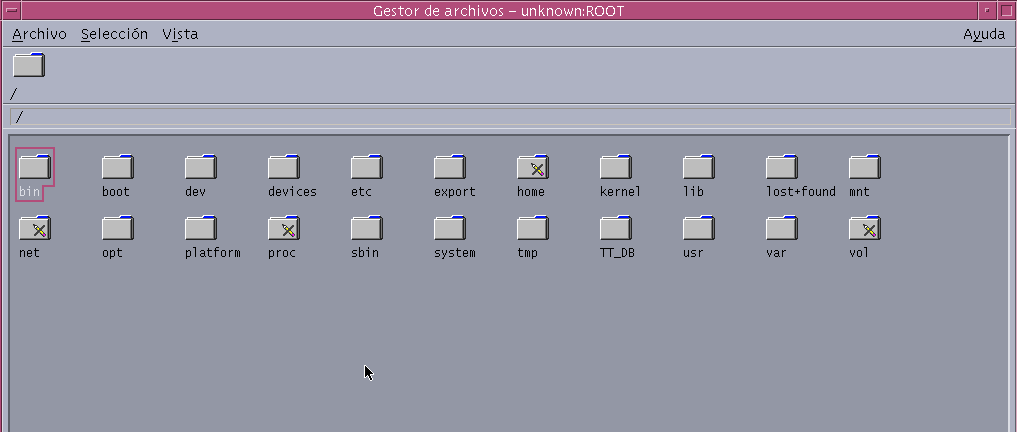 Gestor de archivos – unknown:ROOT
Archivo Selección Vista Ayuda
/
/
bin boot dev devices etc export home kernel lib lost+found mnt
net opt platform proc sbin system tmp TT_DB usr var vol